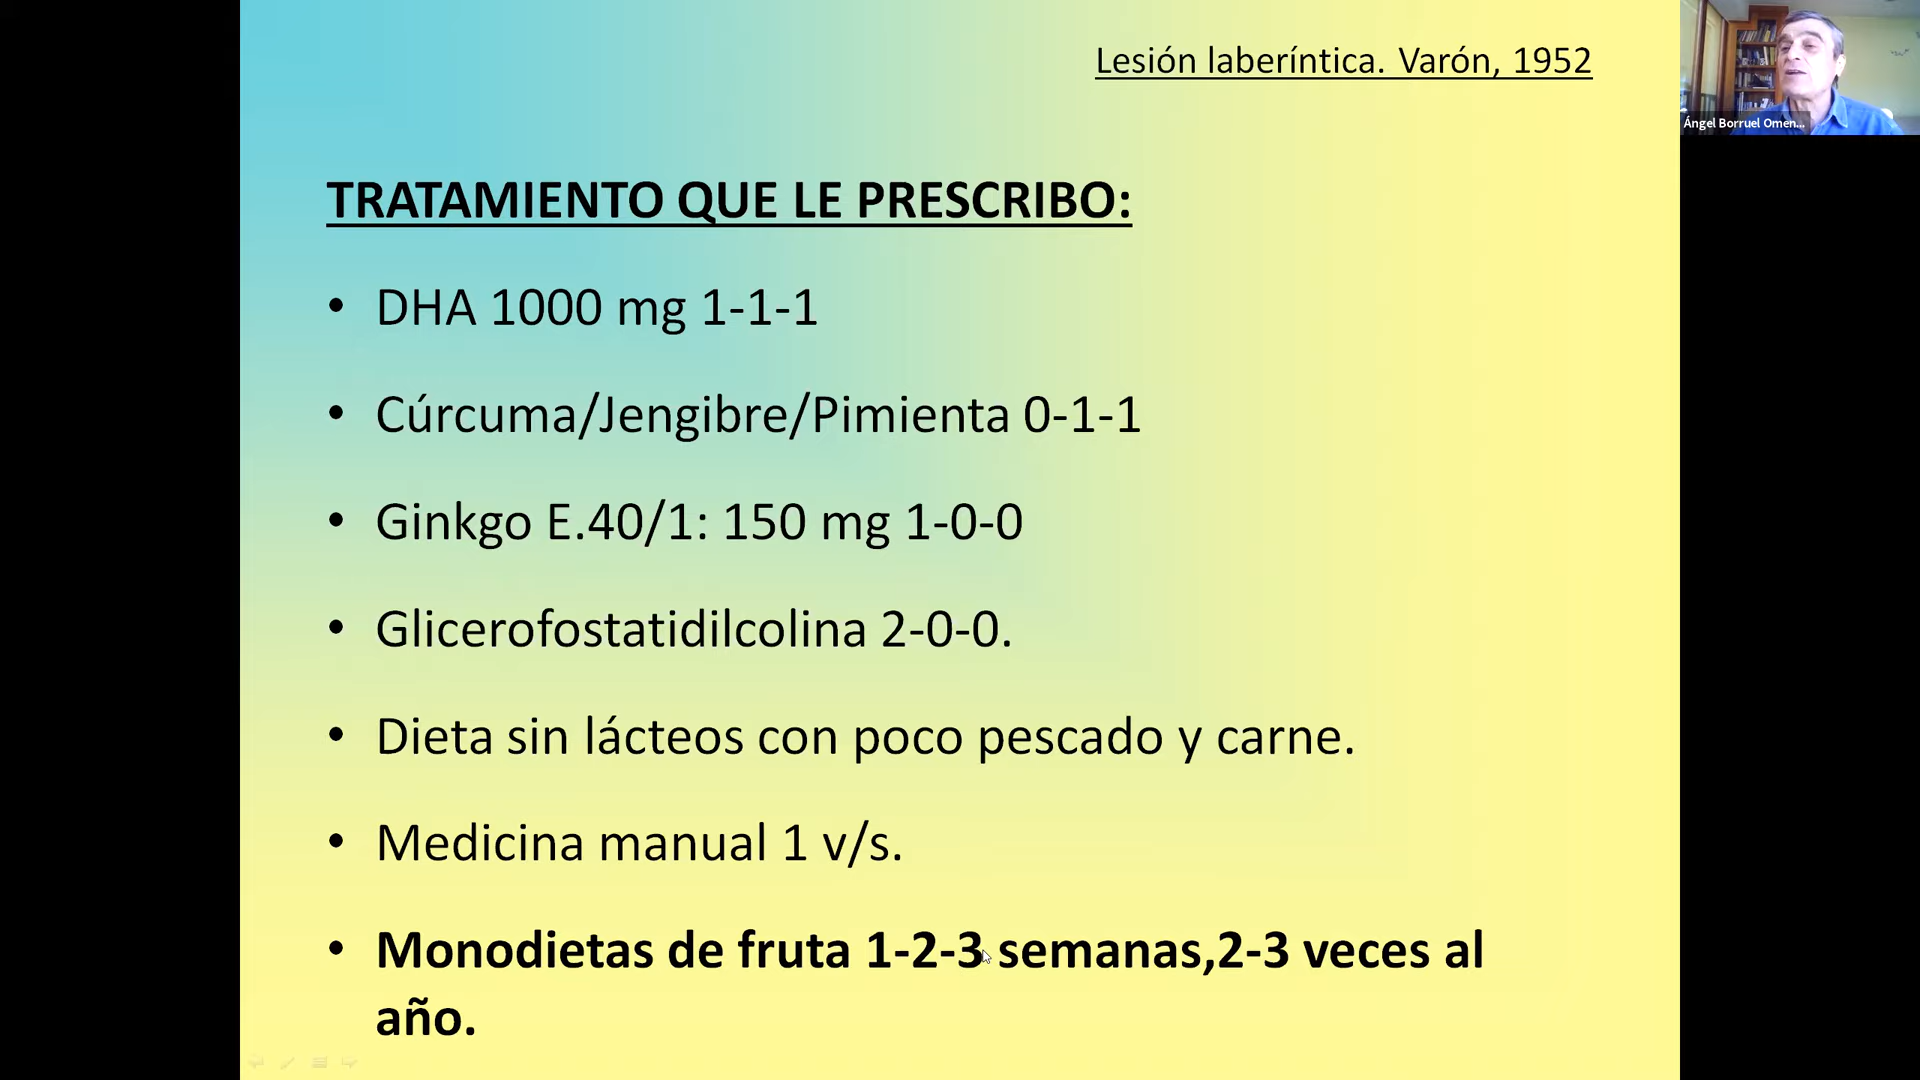 Lesión laberíntica. Varón, 1952
Ángel Borruel Omen...
TRATAMIENTO QUE LE PRESCRIBO:
• DHA 1000 mg 1-1-1
• Cúrcuma/Jengibre/Pimienta 0-1-1
• Ginkgo E.40/1: 150 mg 1-0-0
• Glicerofostatidilcolina 2-0-0.
• Dieta sin lácteos con poco pescado y carne.
• Medicina manual 1 v/s.
• Monodietas de fruta 1-2-3 semanas,2-3 veces al
año.